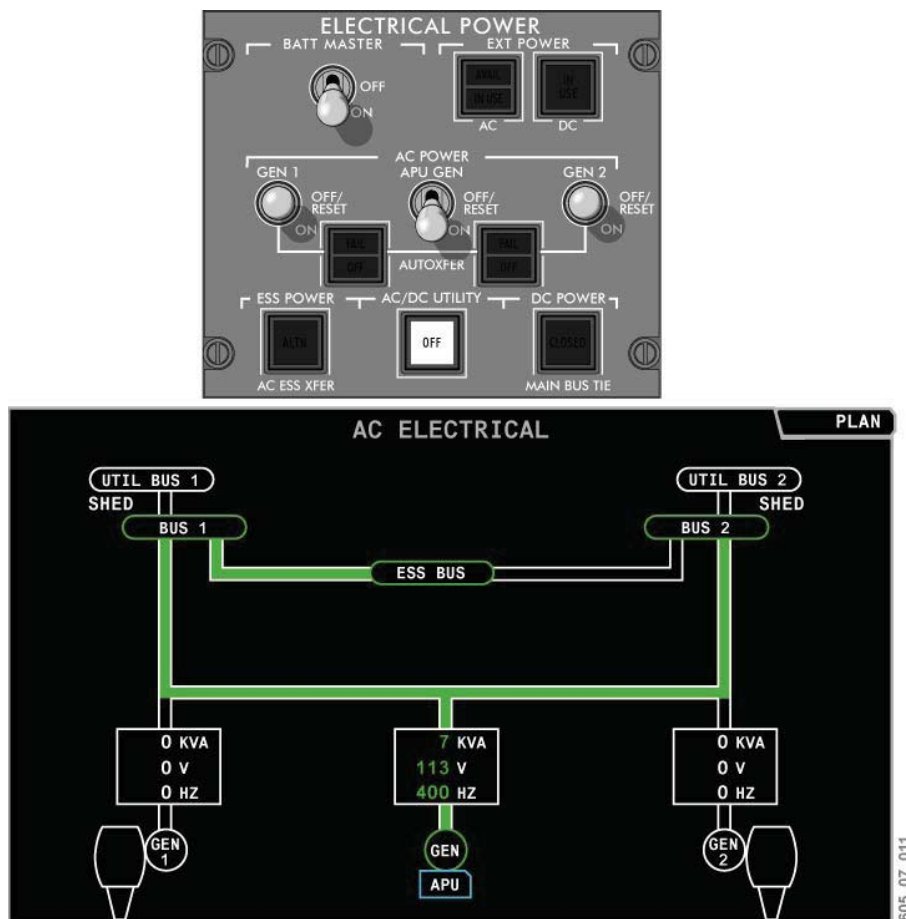 ELECTRICAL POWER
BATT MASTER
EXT POWER
OFF
ON
AVAIL
IN USE
IN
USE
AC
DC
AC POWER
GEN 1
APU GEN
GEN 2
OFF/
RESET
ON
OFF/
RESET
ON
OFF/
RESET
ON
FAIL
OFF
AUTOXFER
FAIL
OFF
ESS POWER
AC/DC UTILITY
DC POWER
ALTN
OFF
CLOSED
AC ESS XFER
MAIN BUS TIE
AC ELECTRICAL
PLAN
UTIL BUS 1
UTIL BUS 2
SHED
SHED
BUS 1
BUS 2
ESS BUS
0 KVA
0 V
0 HZ
7 KVA
113 V
400 HZ
0 KVA
0 V
0 HZ
GEN
1
GEN
GEN
2
APU
605_07_011